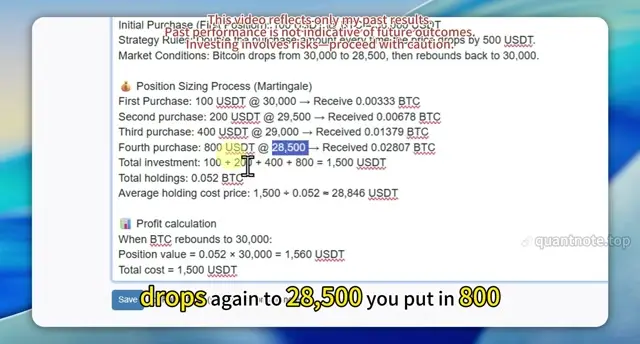 This video reflects only my past results.
Past performance is not indicative of future outcomes.
Investing involves risks—proceed with caution.
Initial Purchase (First Position): 100 USDT
Strategy Rules: Double the purchase amount every time the price drops by 500 USDT.
Market Conditions: Bitcoin drops from 30,000 to 28,500, then rebounds back to 30,000.
💰 Position Sizing Process (Martingale)
First Purchase: 100 USDT @ 30,000 → Receive 0.00333 BTC
Second purchase: 200 USDT @ 29,500 → Received 0.00678 BTC
Third purchase: 400 USDT @ 29,000 → Received 0.01379 BTC
Fourth purchase: 800 USDT @ 28,500 → Received 0.02807 BTC
Total investment: 100 + 200 + 400 + 800 = 1,500 USDT
Total holdings: 0.052 BTC
Average holding cost price: 1,500 ÷ 0.052 ≈ 28,846 USDT
📊 Profit calculation
When BTC rebounds to 30,000:
Position value = 0.052 × 30,000 = 1,560 USDT
Total cost = 1,500 USDT
quantnote.top
Save
drops again to 28,500 you put in 800